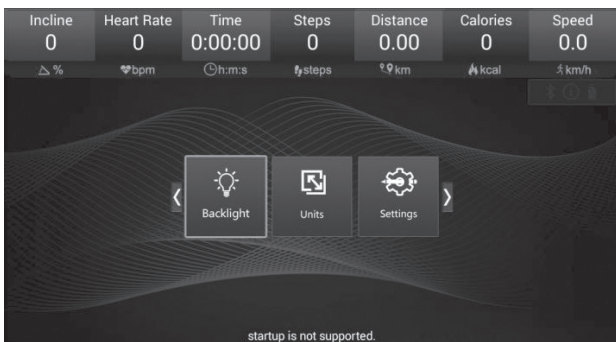 Incline Heart Rate Time Steps Distance Calories Speed
0 0 0:00:00 0 0.00 0 0.0
% bpm h:m:s steps km kcal km/h
Backlight Units Settings
startup is not supported.